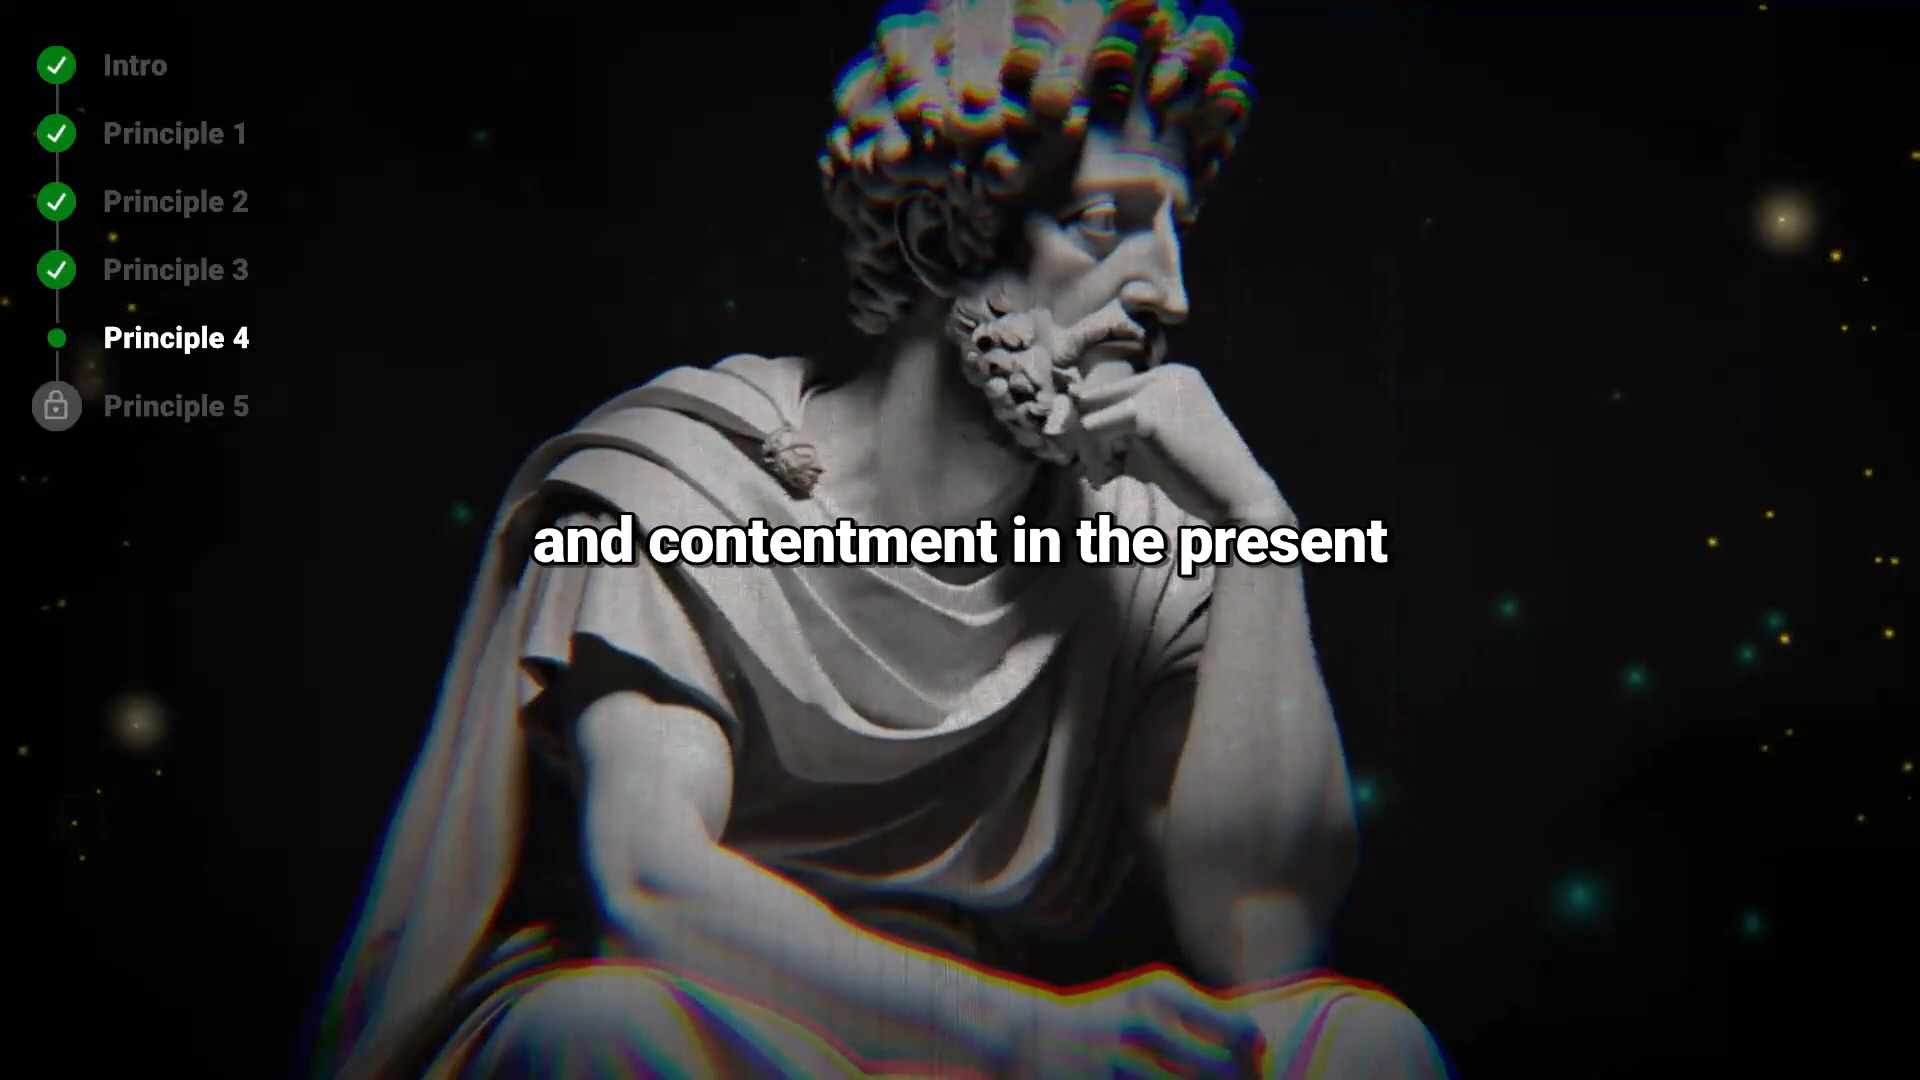 Intro
Principle 1
Principle 2
Principle 3
Principle 4
Principle 5
and contentment in the present